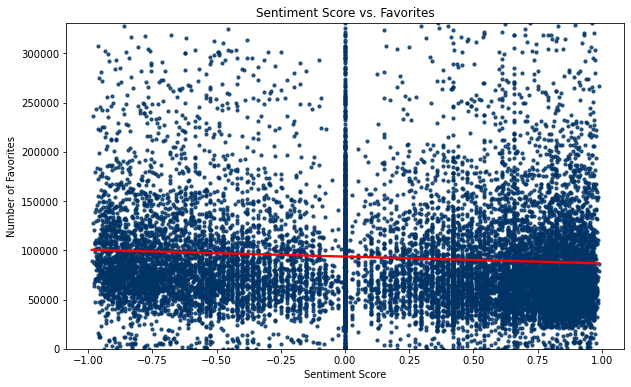 Sentiment Score vs. Favorites
Number of Favorites
300000
250000
200000
150000
100000
50000
0
−1.00 −0.75 −0.50 −0.25 0.00 0.25 0.50 0.75 1.00
Sentiment Score